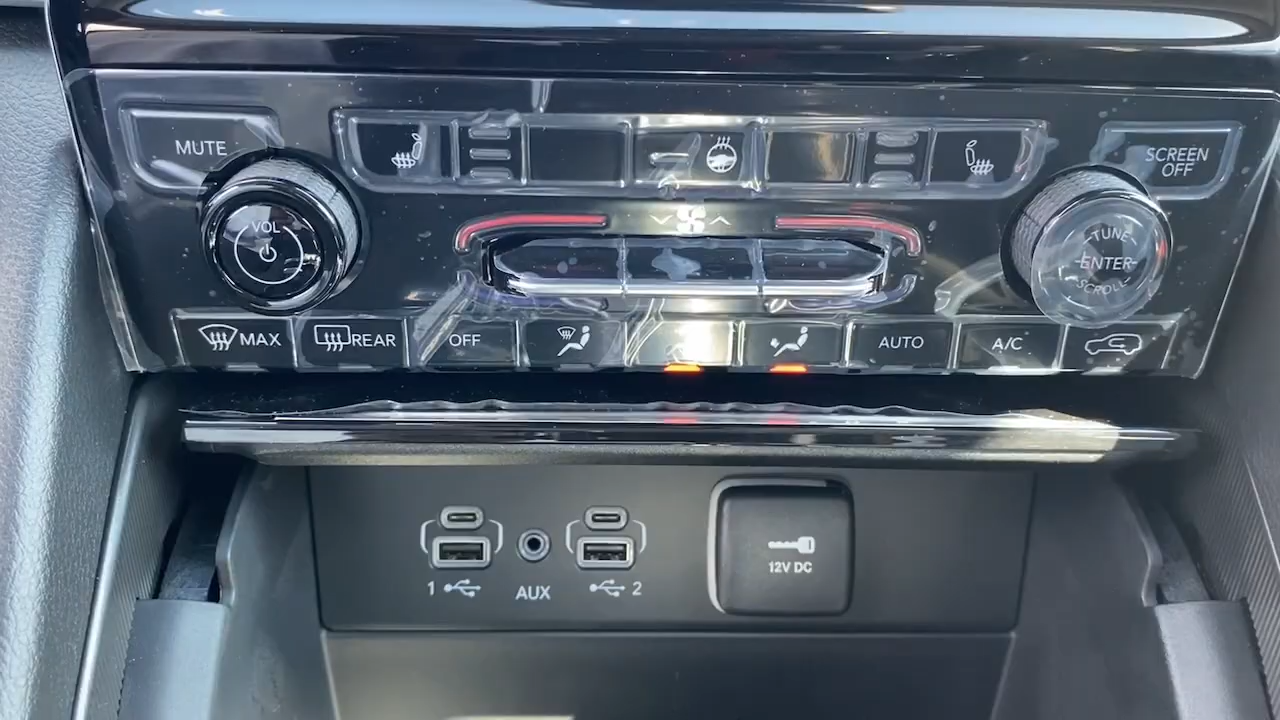 MUTE
SCREEN
OFF
VOL
TUNE
ENTER
SCROLL
MAX
REAR
OFF
AUTO
A/C
1
AUX
2
12V DC